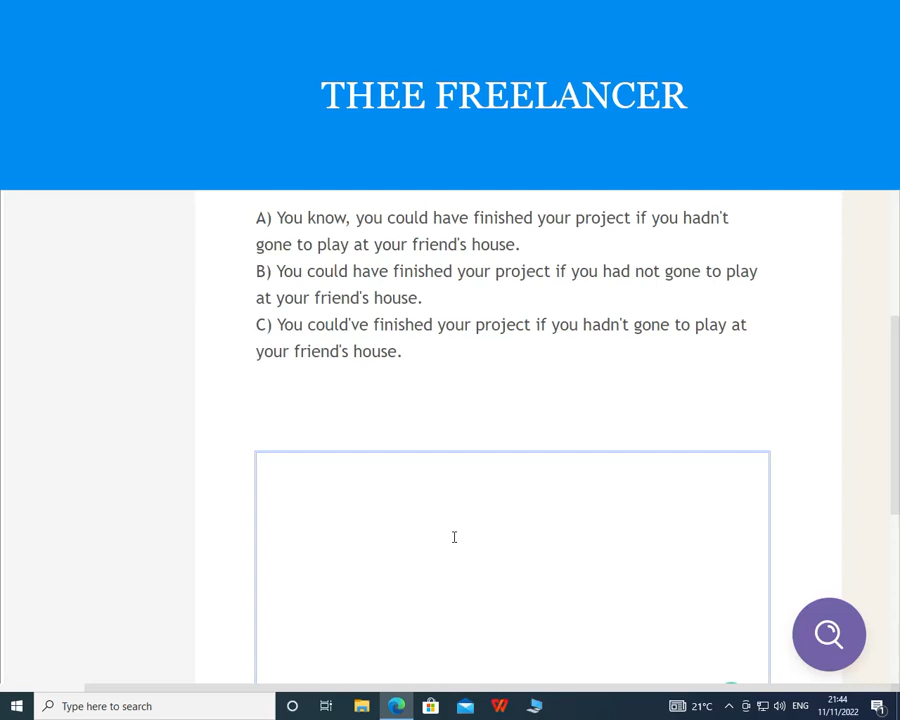 THEE FREELANCER
A) You know, you could have finished your project if you hadn't
gone to play at your friend's house.
B) You could have finished your project if you had not gone to play
at your friend's house.
C) You could've finished your project if you hadn't gone to play at
your friend's house.
Type here to search
21°C
ENG
21:44
11/11/2022
1